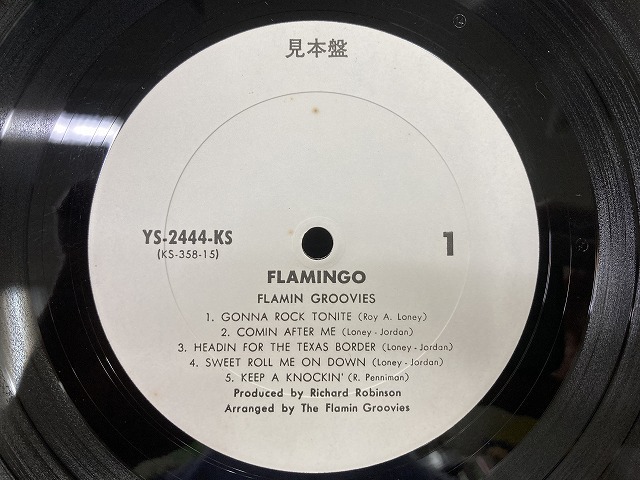 見本盤
YS-2444-KS
(KS-358-15)
1
FLAMINGO
FLAMIN GROOVIES
1. GONNA ROCK TONITE (Roy A. Loney)
2. COMIN AFTER ME (Loney - Jordan)
3. HEADIN FOR THE TEXAS BORDER (Loney - Jordan)
4. SWEET ROLL ME ON DOWN (Loney - Jordan)
5. KEEP A KNOCKIN' (R. Penniman)
Produced by Richard Robinson
Arranged by The Flamin Groovies